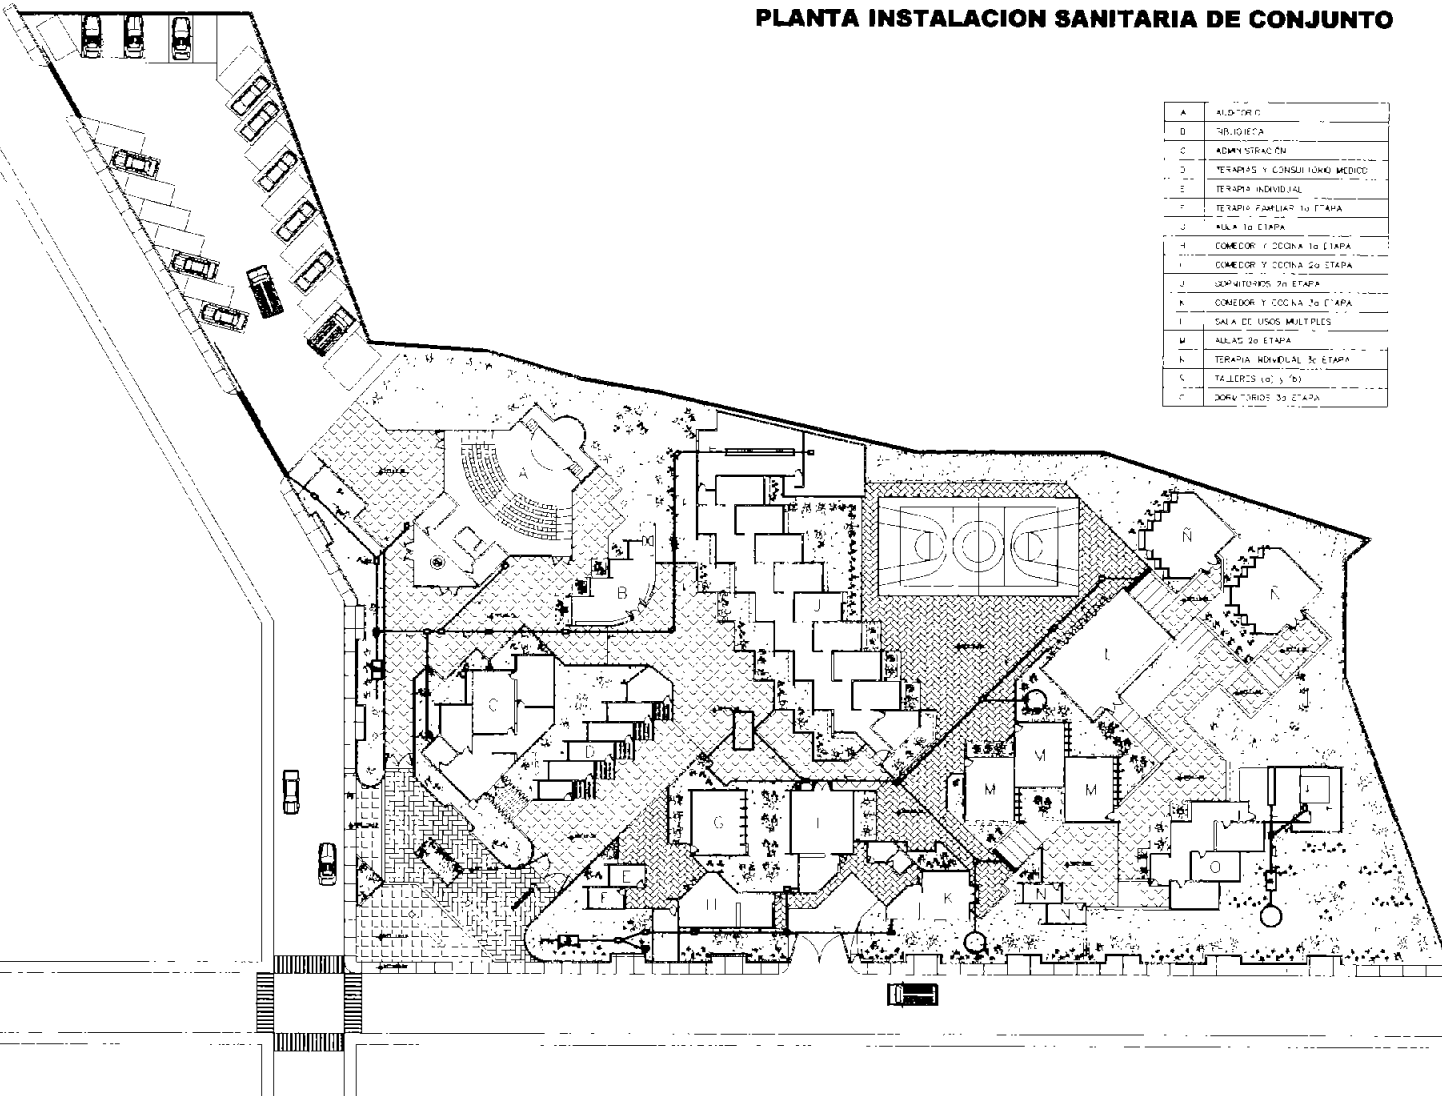 PLANTA INSTALACION SANITARIA DE CONJUNTO
A AUDITORIO
B BIBLIOTECA
C ADMINISTRACION
D TERAPIAS Y CONSULTORIO MEDICO
E TERAPIA INDIVIDUAL
F TERAPIA FAMILIAR 1a ETAPA
G AULA 1a ETAPA
H COMEDOR Y COCINA 1a ETAPA
I COMEDOR Y COCINA 2a ETAPA
J DORMITORIOS 2a ETAPA
K COMEDOR Y COCINA 3a ETAPA
L SALA DE USOS MULTIPLES
M AULAS 2a ETAPA
N TERAPIA INDIVIDUAL 3a ETAPA
Ñ TALLERES (a) y (b)
O DORMITORIOS 3a ETAPA
A
Ñ
B
Ñ
J
L
C
D
M
M
M
G
I
O
E
F
H
K
N
N